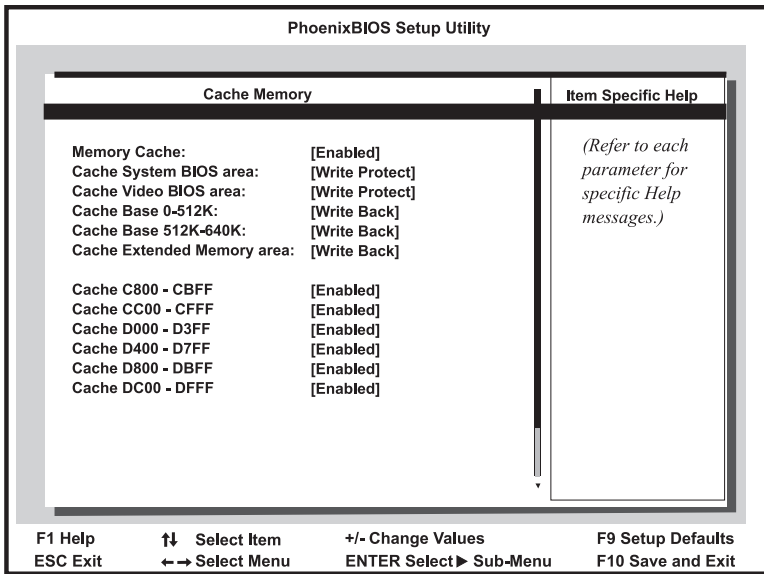 PhoenixBIOS Setup Utility
Cache Memory
Item Specific Help
Memory Cache: [Enabled]
Cache System BIOS area: [Write Protect]
Cache Video BIOS area: [Write Protect]
Cache Base 0-512K: [Write Back]
Cache Base 512K-640K: [Write Back]
Cache Extended Memory area: [Write Back]
Cache C800 - CBFF [Enabled]
Cache CC00 - CFFF [Enabled]
Cache D000 - D3FF [Enabled]
Cache D400 - D7FF [Enabled]
Cache D800 - DBFF [Enabled]
Cache DC00 - DFFF [Enabled]
(Refer to each
parameter for
specific Help
messages.)
F1 Help ↑↓ Select Item +/- Change Values F9 Setup Defaults
ESC Exit ←→ Select Menu ENTER Select ▶ Sub-Menu F10 Save and Exit